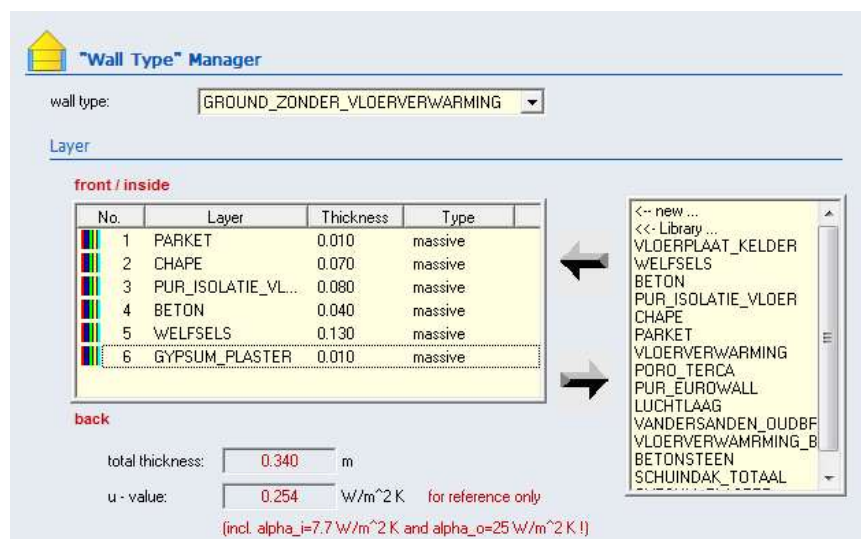 "Wall Type" Manager
wall type: GROUND_ZONDER_VLOERVERWARMING
Layer
front / inside
No. Layer Thickness Type
1 PARKET 0.010 massive
2 CHAPE 0.070 massive
3 PUR_ISOLATIE_VL... 0.080 massive
4 BETON 0.040 massive
5 WELFSELS 0.130 massive
6 GYPSUM_PLASTER 0.010 massive
back
<-- new ...
<<- Library ...
VLOERPLAAT_KELDER
WELFSELS
BETON
PUR_ISOLATIE_VLOER
CHAPE
PARKET
VLOERVERWARMING
PORO_TERCA
PUR_EUROWALL
LUCHTLAAG
VANDERSANDEN_OUDBF
VLOERVERWAMRMING_B
BETONSTEEN
SCHUINDAK_TOTAAL
total thickness: 0.340 m
u - value: 0.254 W/m^2 K for reference only
(incl. alpha_i=7.7 W/m^2 K and alpha_o=25 W/m^2 K !)